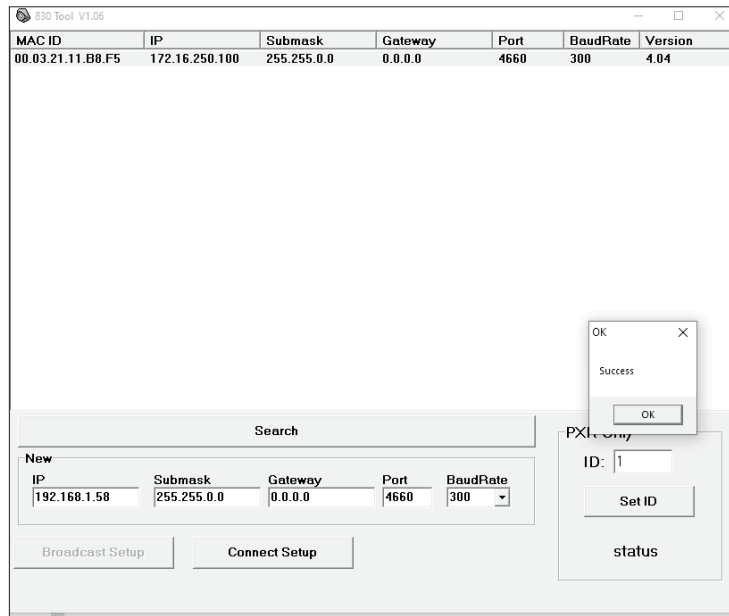 830 Tool V1.06
MAC ID IP Submask Gateway Port BaudRate Version
00.03.21.11.B8.F5 172.16.250.100 255.255.0.0 0.0.0.0 4660 300 4.04
OK
Success
OK
Search
New
IP Submask Gateway Port BaudRate
192.168.1.58 255.255.0.0 0.0.0.0 4660 300
Broadcast Setup Connect Setup
PXR Only
ID: 1
Set ID
status